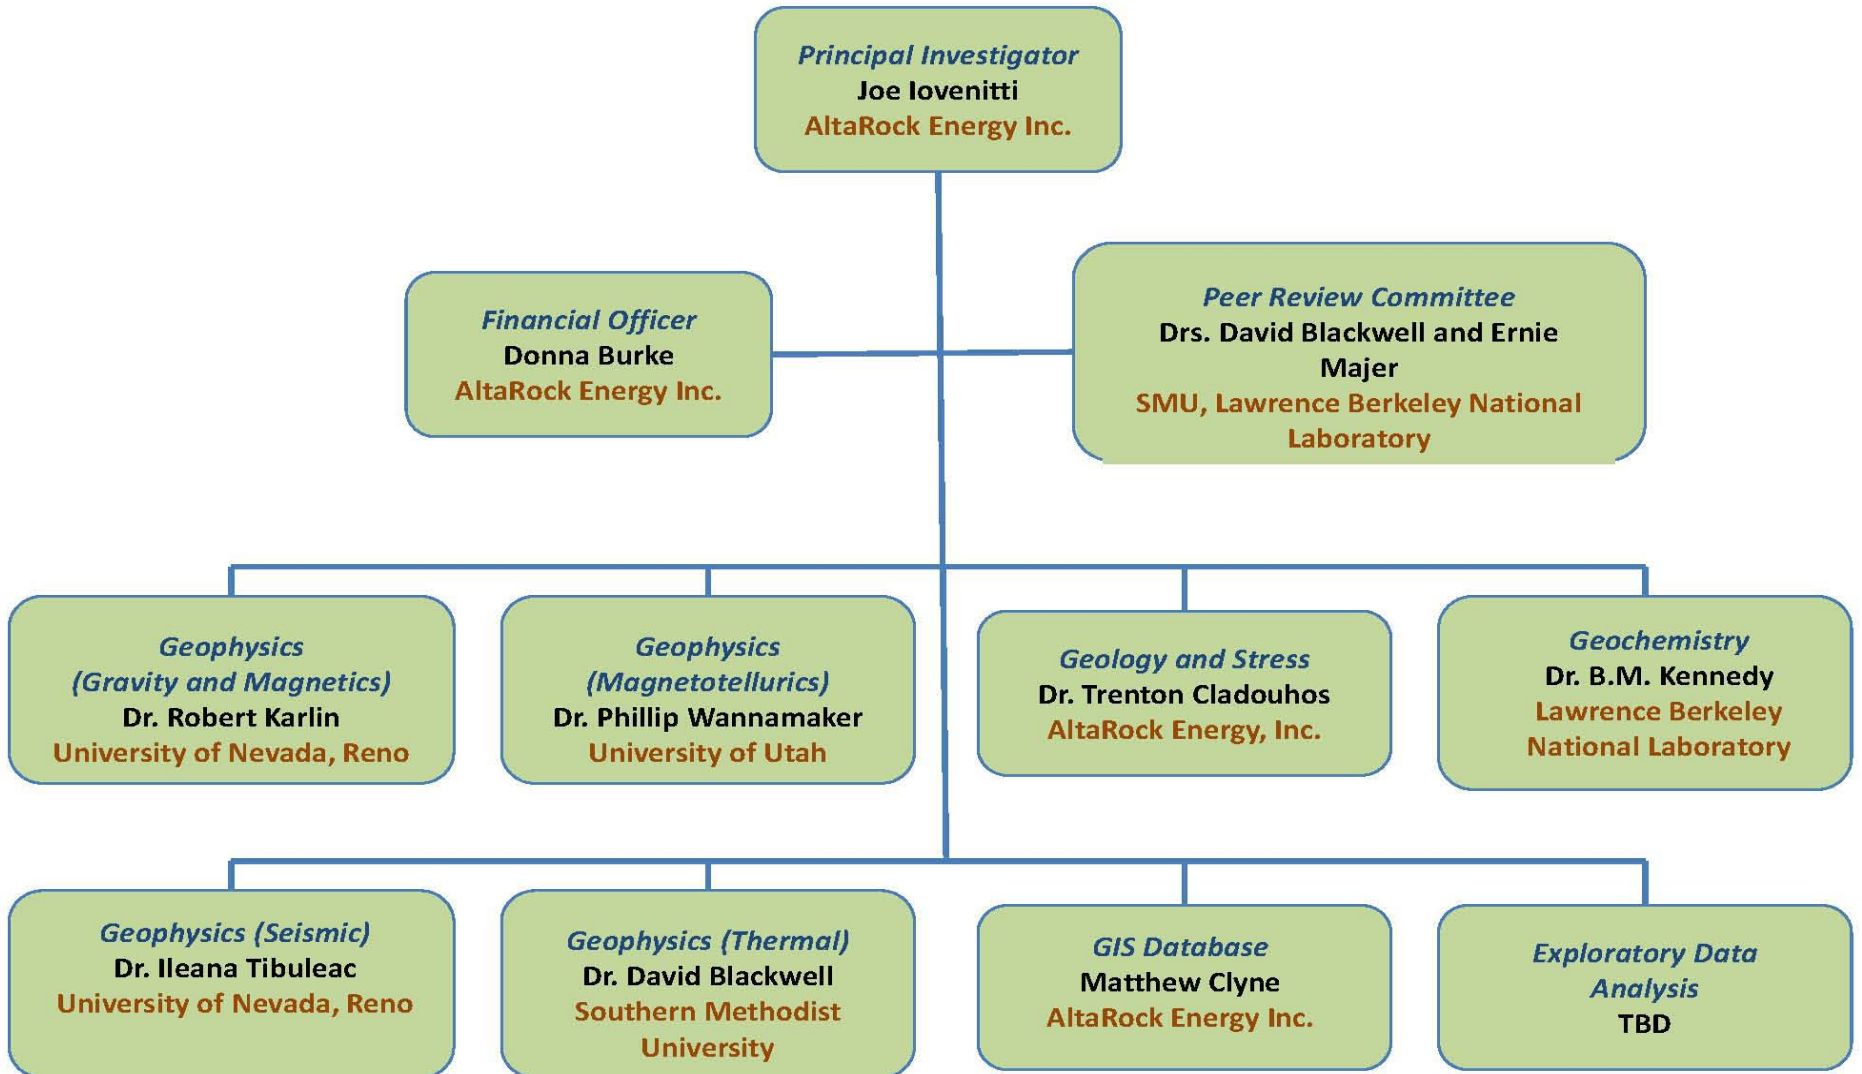 Principal Investigator
Joe Iovenitti
AltaRock Energy Inc.
Financial Officer
Donna Burke
AltaRock Energy Inc.
Peer Review Committee
Drs. David Blackwell and Ernie
Majer
SMU, Lawrence Berkeley National
Laboratory
Geophysics
(Gravity and Magnetics)
Dr. Robert Karlin
University of Nevada, Reno
Geophysics
(Magnetotellurics)
Dr. Phillip Wannamaker
University of Utah
Geology and Stress
Dr. Trenton Cladouhos
AltaRock Energy, Inc.
Geochemistry
Dr. B.M. Kennedy
Lawrence Berkeley
National Laboratory
Geophysics (Seismic)
Dr. Ileana Tibuleac
University of Nevada, Reno
Geophysics (Thermal)
Dr. David Blackwell
Southern Methodist
University
GIS Database
Matthew Clyne
AltaRock Energy Inc.
Exploratory Data
Analysis
TBD